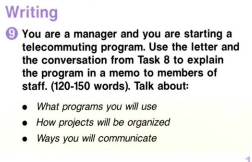 Writing
9 You are a manager and you are starting a
telecommuting program. Use the letter and
the conversation from Task 8 to explain
the program in a memo to members of
staff. (120-150 words). Talk about:
• What programs you will use
• How projects will be organized
• Ways you will communicate